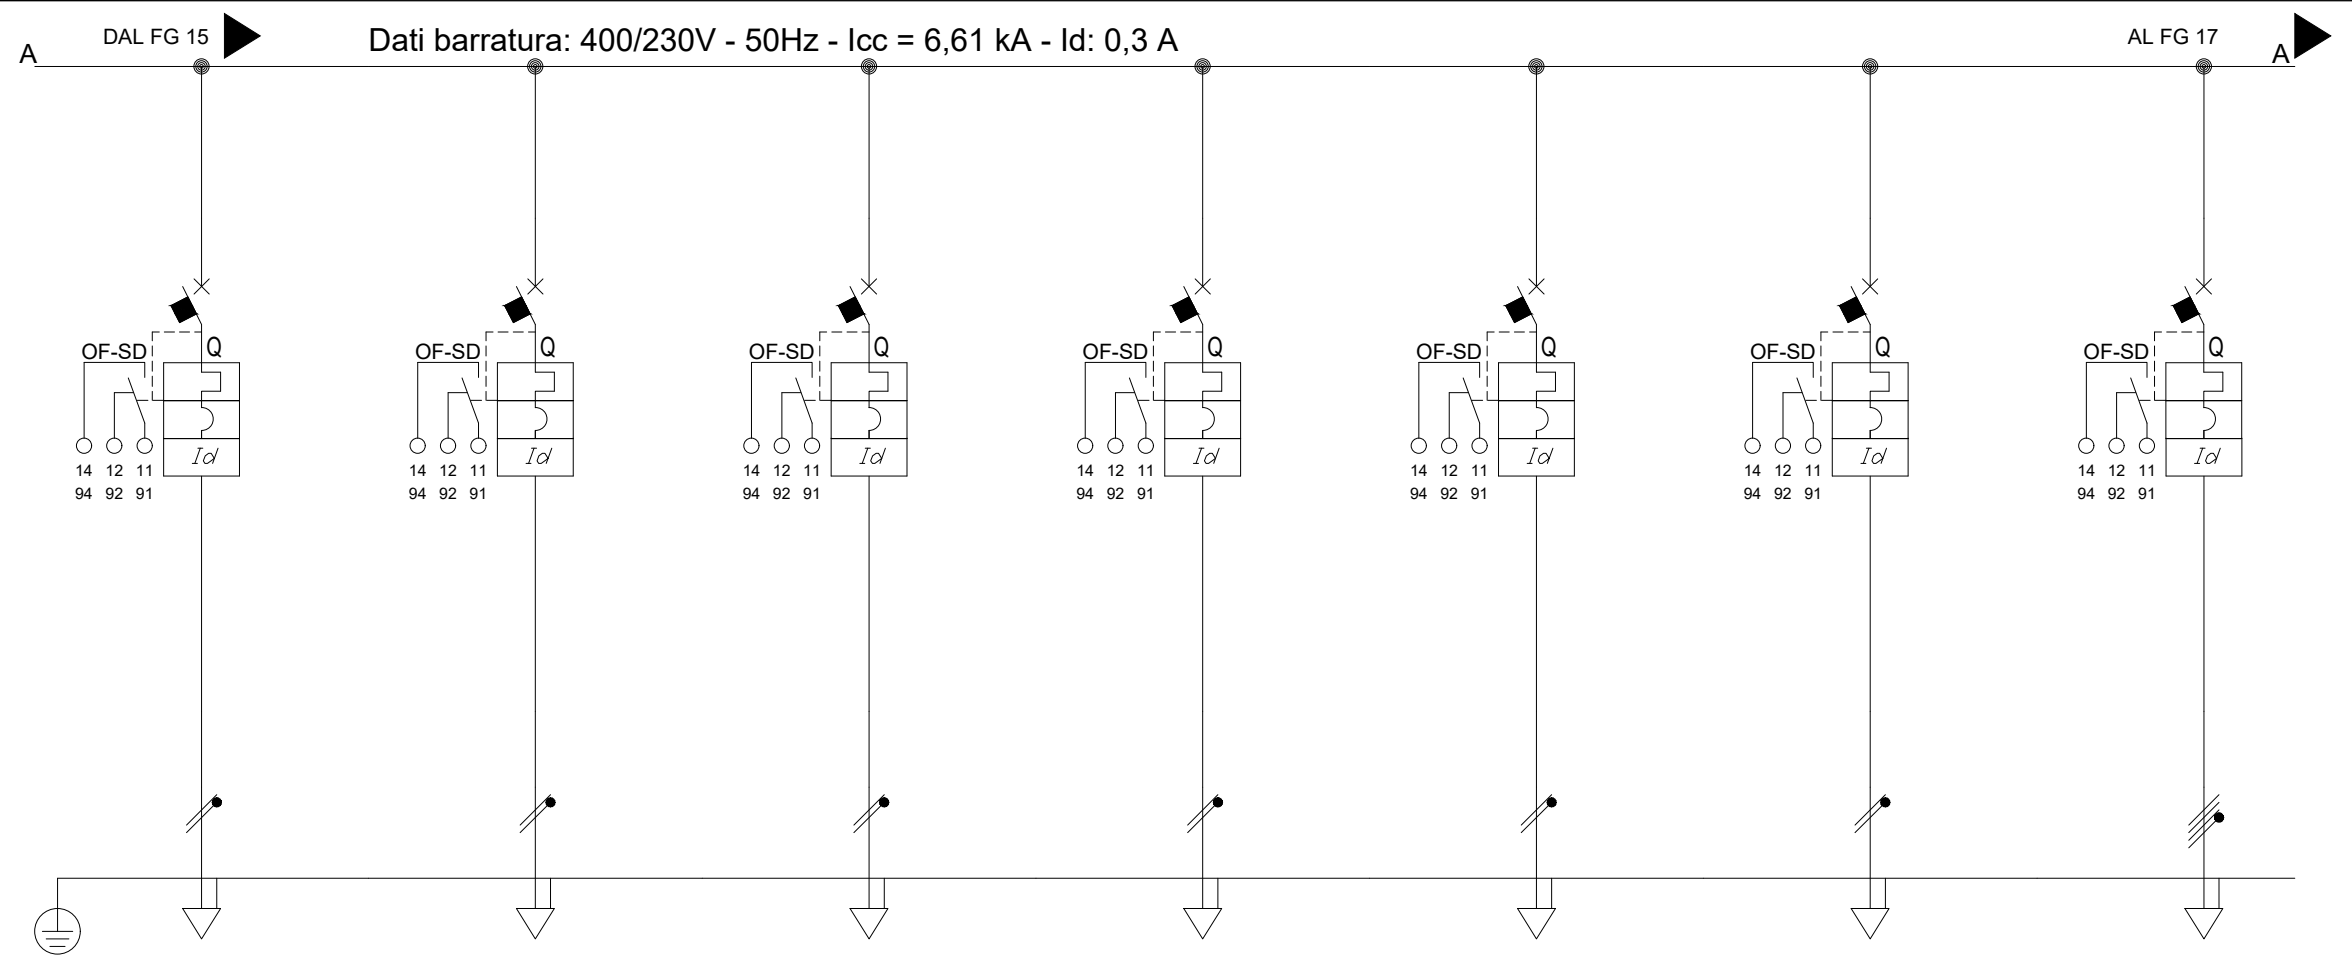 DAL FG 15
Dati barratura: 400/230V - 50Hz - Icc = 6,61 kA - Id: 0,3 A
AL FG 17
A
A
OF-SD Q OF-SD Q OF-SD Q OF-SD Q OF-SD Q OF-SD Q OF-SD Q
Id Id Id Id Id Id Id
14 12 11 14 12 11 14 12 11 14 12 11 14 12 11 14 12 11 14 12 11
94 92 91 94 92 91 94 92 91 94 92 91 94 92 91 94 92 91 94 92 91